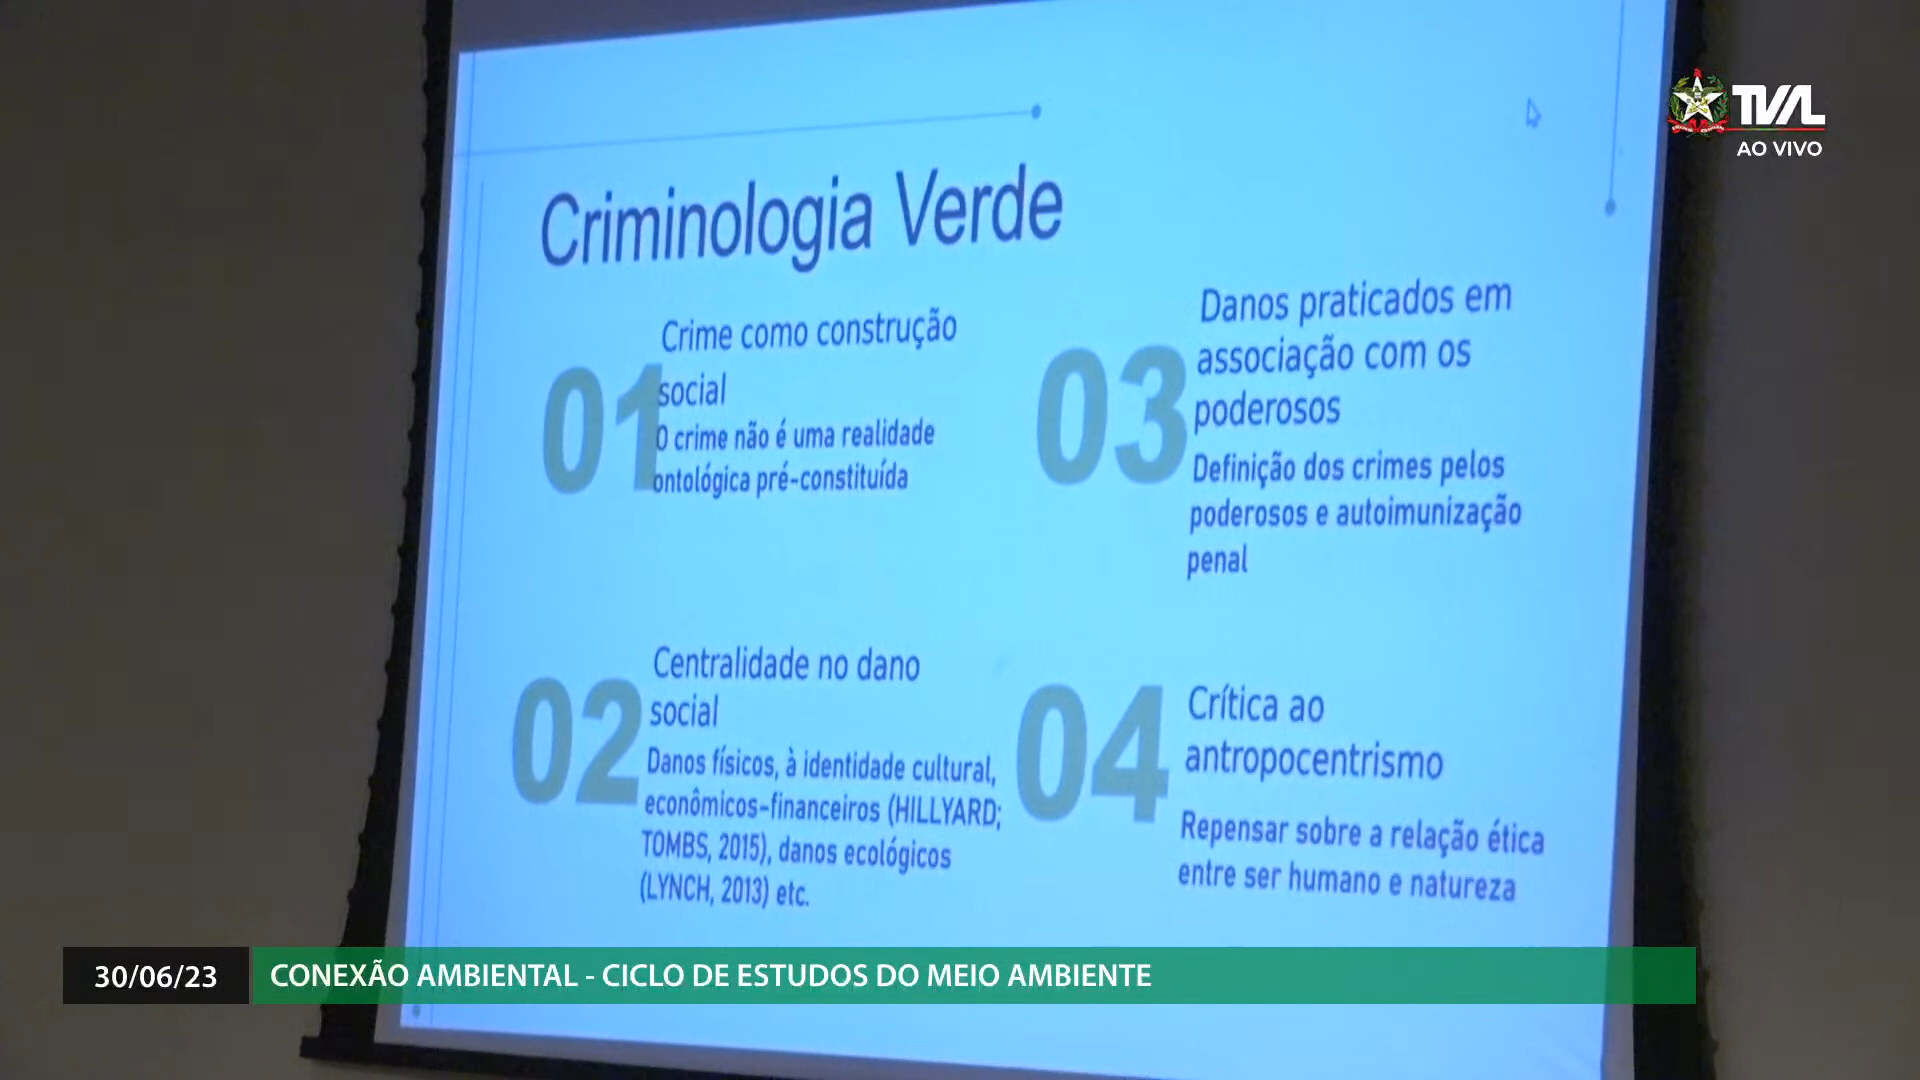 TVAL
AO VIVO
Criminologia Verde
01
Crime como construção
social
O crime não é uma realidade
ontológica pré-constituída
02
Centralidade no dano
social
Danos físicos, à identidade cultural,
econômicos-financeiros (HILLYARD;
TOMBS, 2015), danos ecológicos
(LYNCH, 2013) etc.
03
Danos praticados em
associação com os
poderosos
Definição dos crimes pelos
poderosos e autoimunização
penal
04
Crítica ao
antropocentrismo
Repensar sobre a relação ética
entre ser humano e natureza
30/06/23
CONEXÃO AMBIENTAL - CICLO DE ESTUDOS DO MEIO AMBIENTE